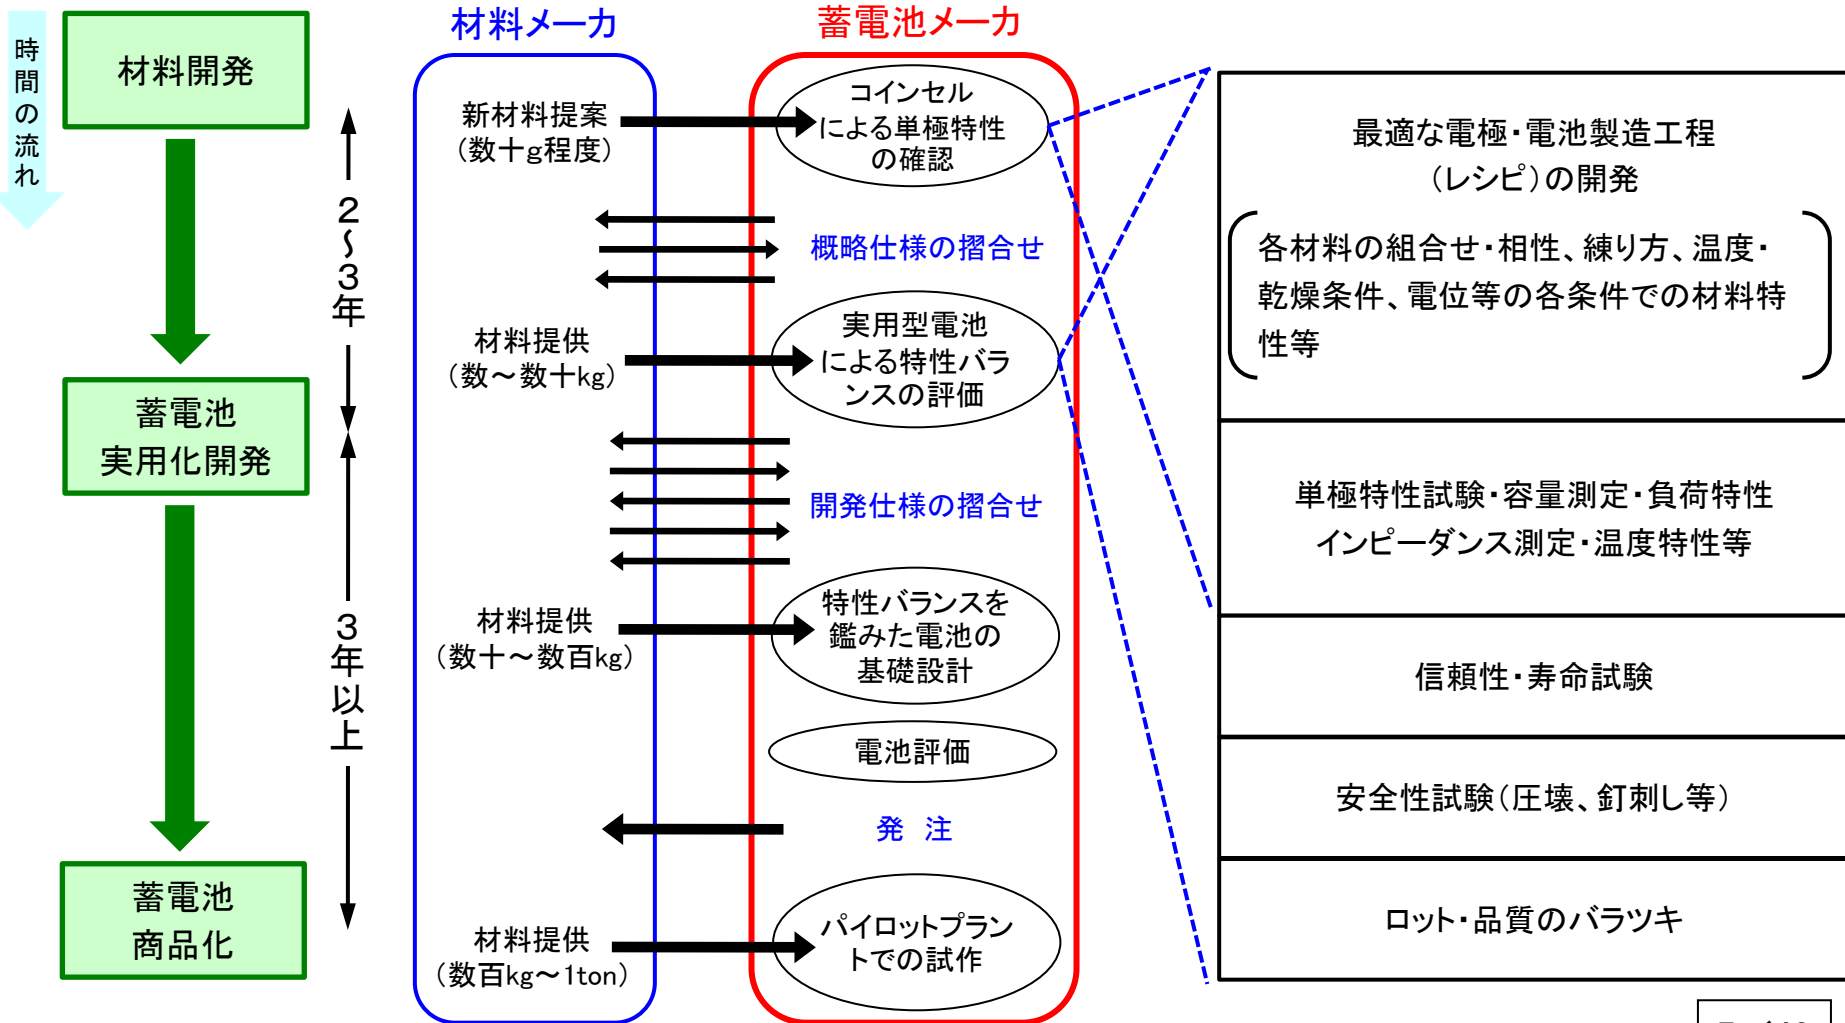 時間の流れ
材料開発
蓄電池
実用化開発
蓄電池
商品化
2～3年
3年以上
材料メーカ
新材料提案
(数十g程度)
材料提供
(数～数十kg)
材料提供
(数十～数百kg)
材料提供
(数百kg～1ton)
蓄電池メーカ
コインセル
による単極特性
の確認
概略仕様の摺合せ
実用型電池
による特性バラ
ンスの評価
開発仕様の摺合せ
特性バランスを
鑑みた電池の
基礎設計
電池評価
発 注
パイロットプラン
トでの試作
最適な電極・電池製造工程
(レシピ)の開発
各材料の組合せ・相性、練り方、温度・
乾燥条件、電位等の各条件での材料特
性等
単極特性試験・容量測定・負荷特性
インピーダンス測定・温度特性等
信頼性・寿命試験
安全性試験(圧壊、釘刺し等)
ロット・品質のバラツキ